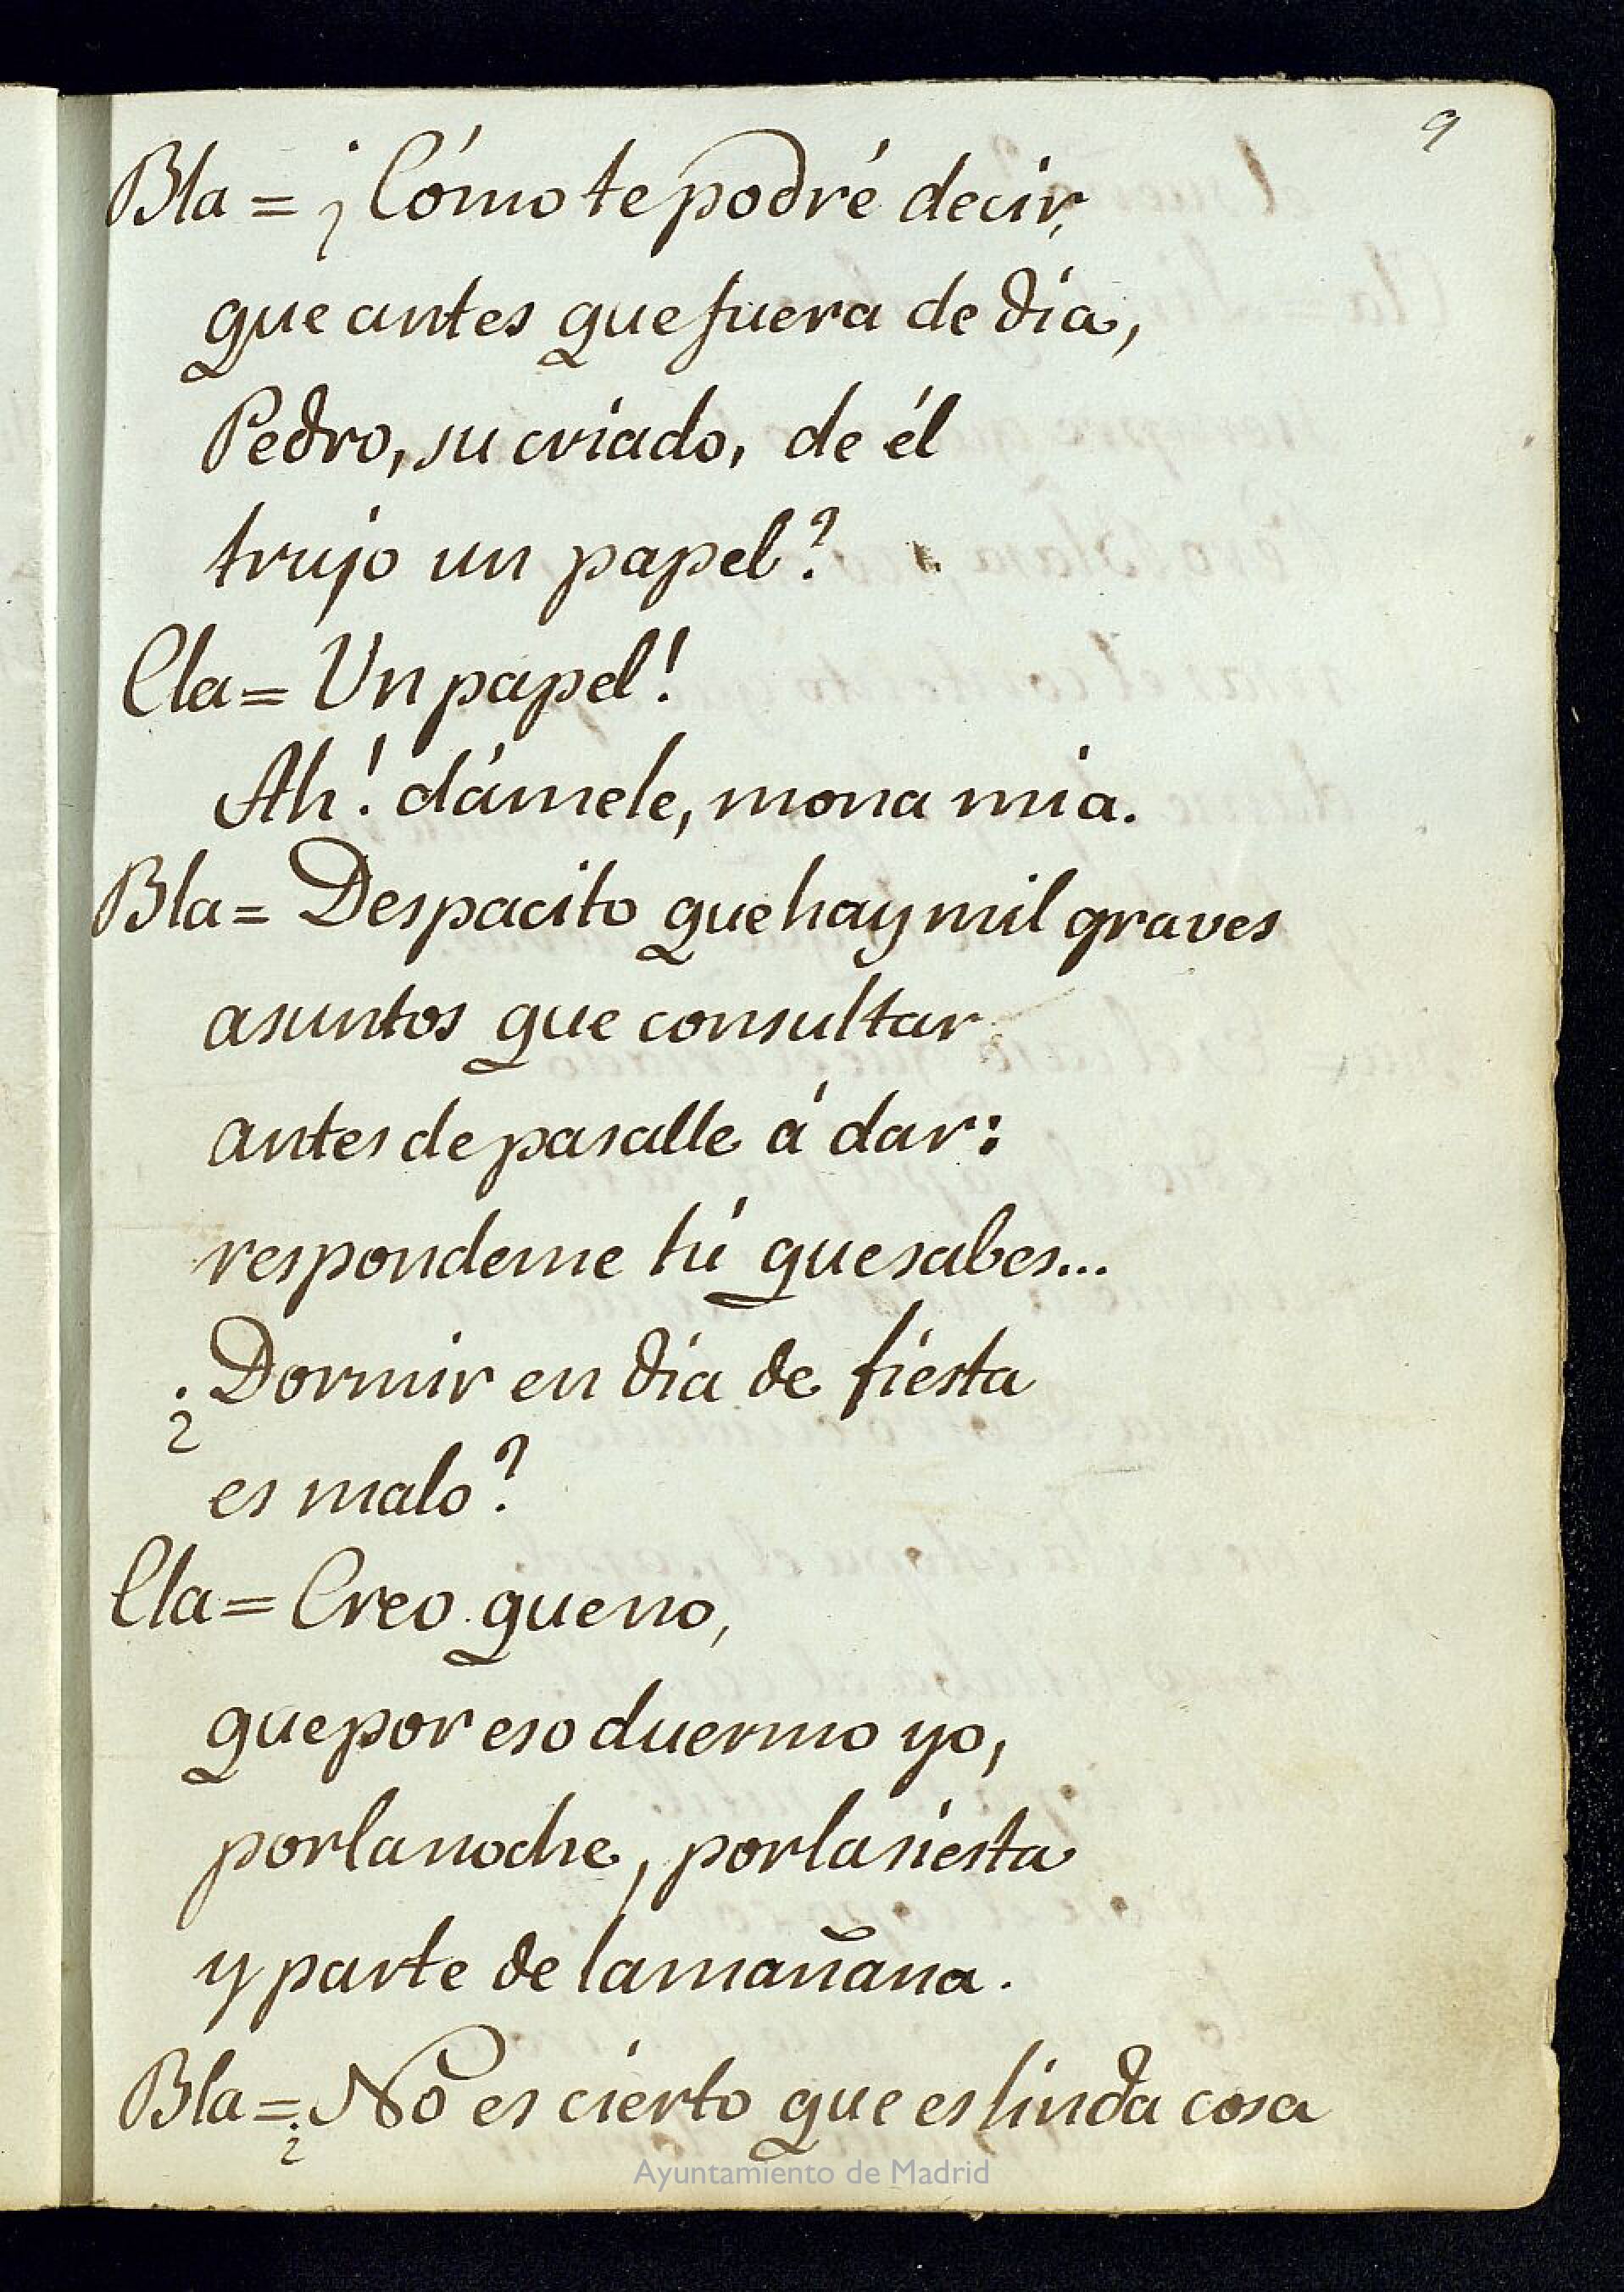 9
Bla = ¡Cómo te podré decir,
que antes que fuera de dia,
Pedro, su criado, de él
trujo un papel?
Cla = Un papel!
Ah! dámele, mona mia.
Bla = Despacito que hay mil graves
asuntos que consultar
antes de pasalle á dar:
respondeme tú que sabes...
¿Dormir en dia de fiesta
es malo?
Cla = Creo que no,
que por eso duermo yo,
por la noche, por la siesta
y parte de la mañana.
Bla = ¿No es cierto que es linda cosa
Ayuntamiento de Madrid